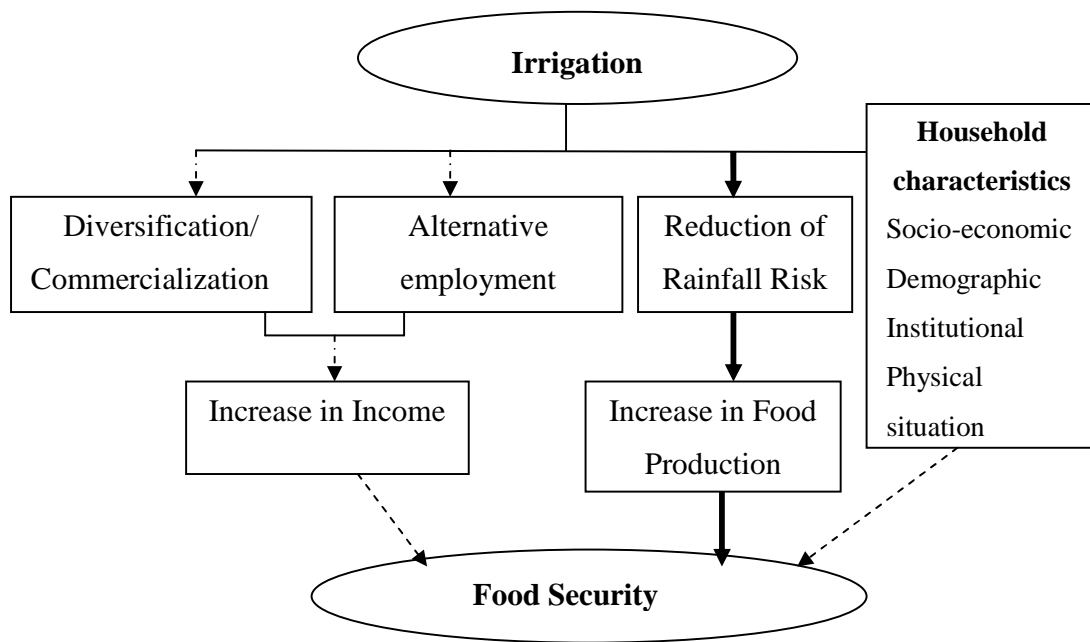 Irrigation
Household
characteristics
Socio-economic
Demographic
Institutional
Physical
situation
Diversification/
Commercialization
Alternative
employment
Reduction of
Rainfall Risk
Increase in Income
Increase in Food
Production
Food Security